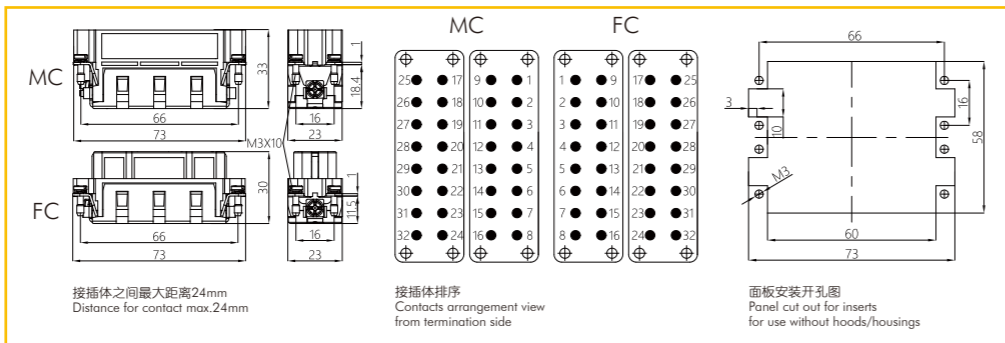 MC
33
1
18.4
66
73
16
23
M3X10
FC
30
1
11.5
66
73
16
23
接插体之间最大距离24mm
Distance for contact max.24mm
MC FC
25 17 9 1 1 9 17 25
26 18 10 2 2 10 18 26
27 19 11 3 3 11 19 27
28 20 12 4 4 12 20 28
29 21 13 5 5 13 21 29
30 22 14 6 6 14 22 30
31 23 15 7 7 15 23 31
32 24 16 8 8 16 24 32
接插体排序
Contacts arrangement view
from termination side
66
3
10
16
58
M3
60
73
面板安装开孔图
Panel cut out for inserts
for use without hoods/housings